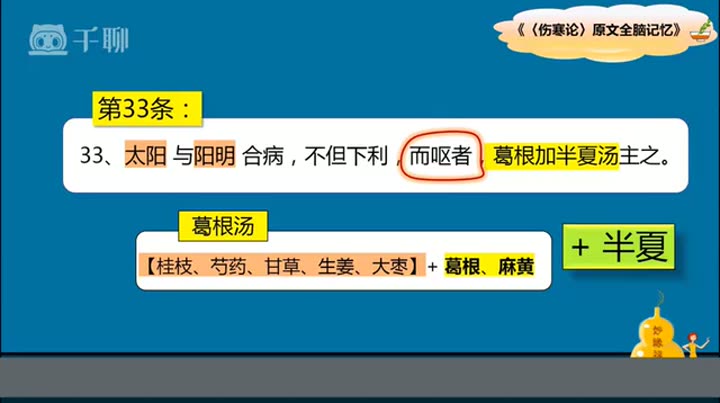 千聊
《〈伤寒论〉原文全脑记忆》
第33条：
33、太阳 与阳明 合病，不但下利，而呕者，葛根加半夏汤主之。
葛根汤
【桂枝、芍药、甘草、生姜、大枣】+ 葛根、麻黄
+ 半夏